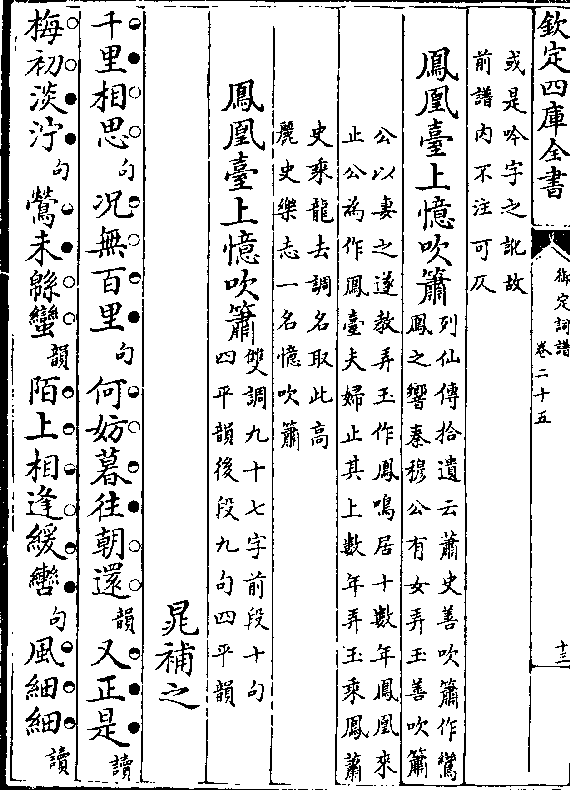 欽定四庫全書
御定詞譜
卷二十五
十三
或是吟字之訛故
前譜内不注可仄
鳳凰臺上憶吹簫
列仙傳拾遺云蕭史善吹簫作鸞
鳳之響秦穆公有女弄玉善吹簫
公以妻之遂教弄玉作鳳鳴居十數年鳳凰來
止公為作鳳臺夫婦止其上數年弄玉乘鳳蕭
史乘龍去調名取此高
麗史樂志一名憶吹簫
鳳凰臺上憶吹簫
雙調九十七字前段十句
四平韻後段九句四平韻
晁補之
千里相思句况無百里句何妨暮往朝還韻又正是讀
梅初淡泞句鶯未緜蠻韻陌上相逢緩轡句風細細讀